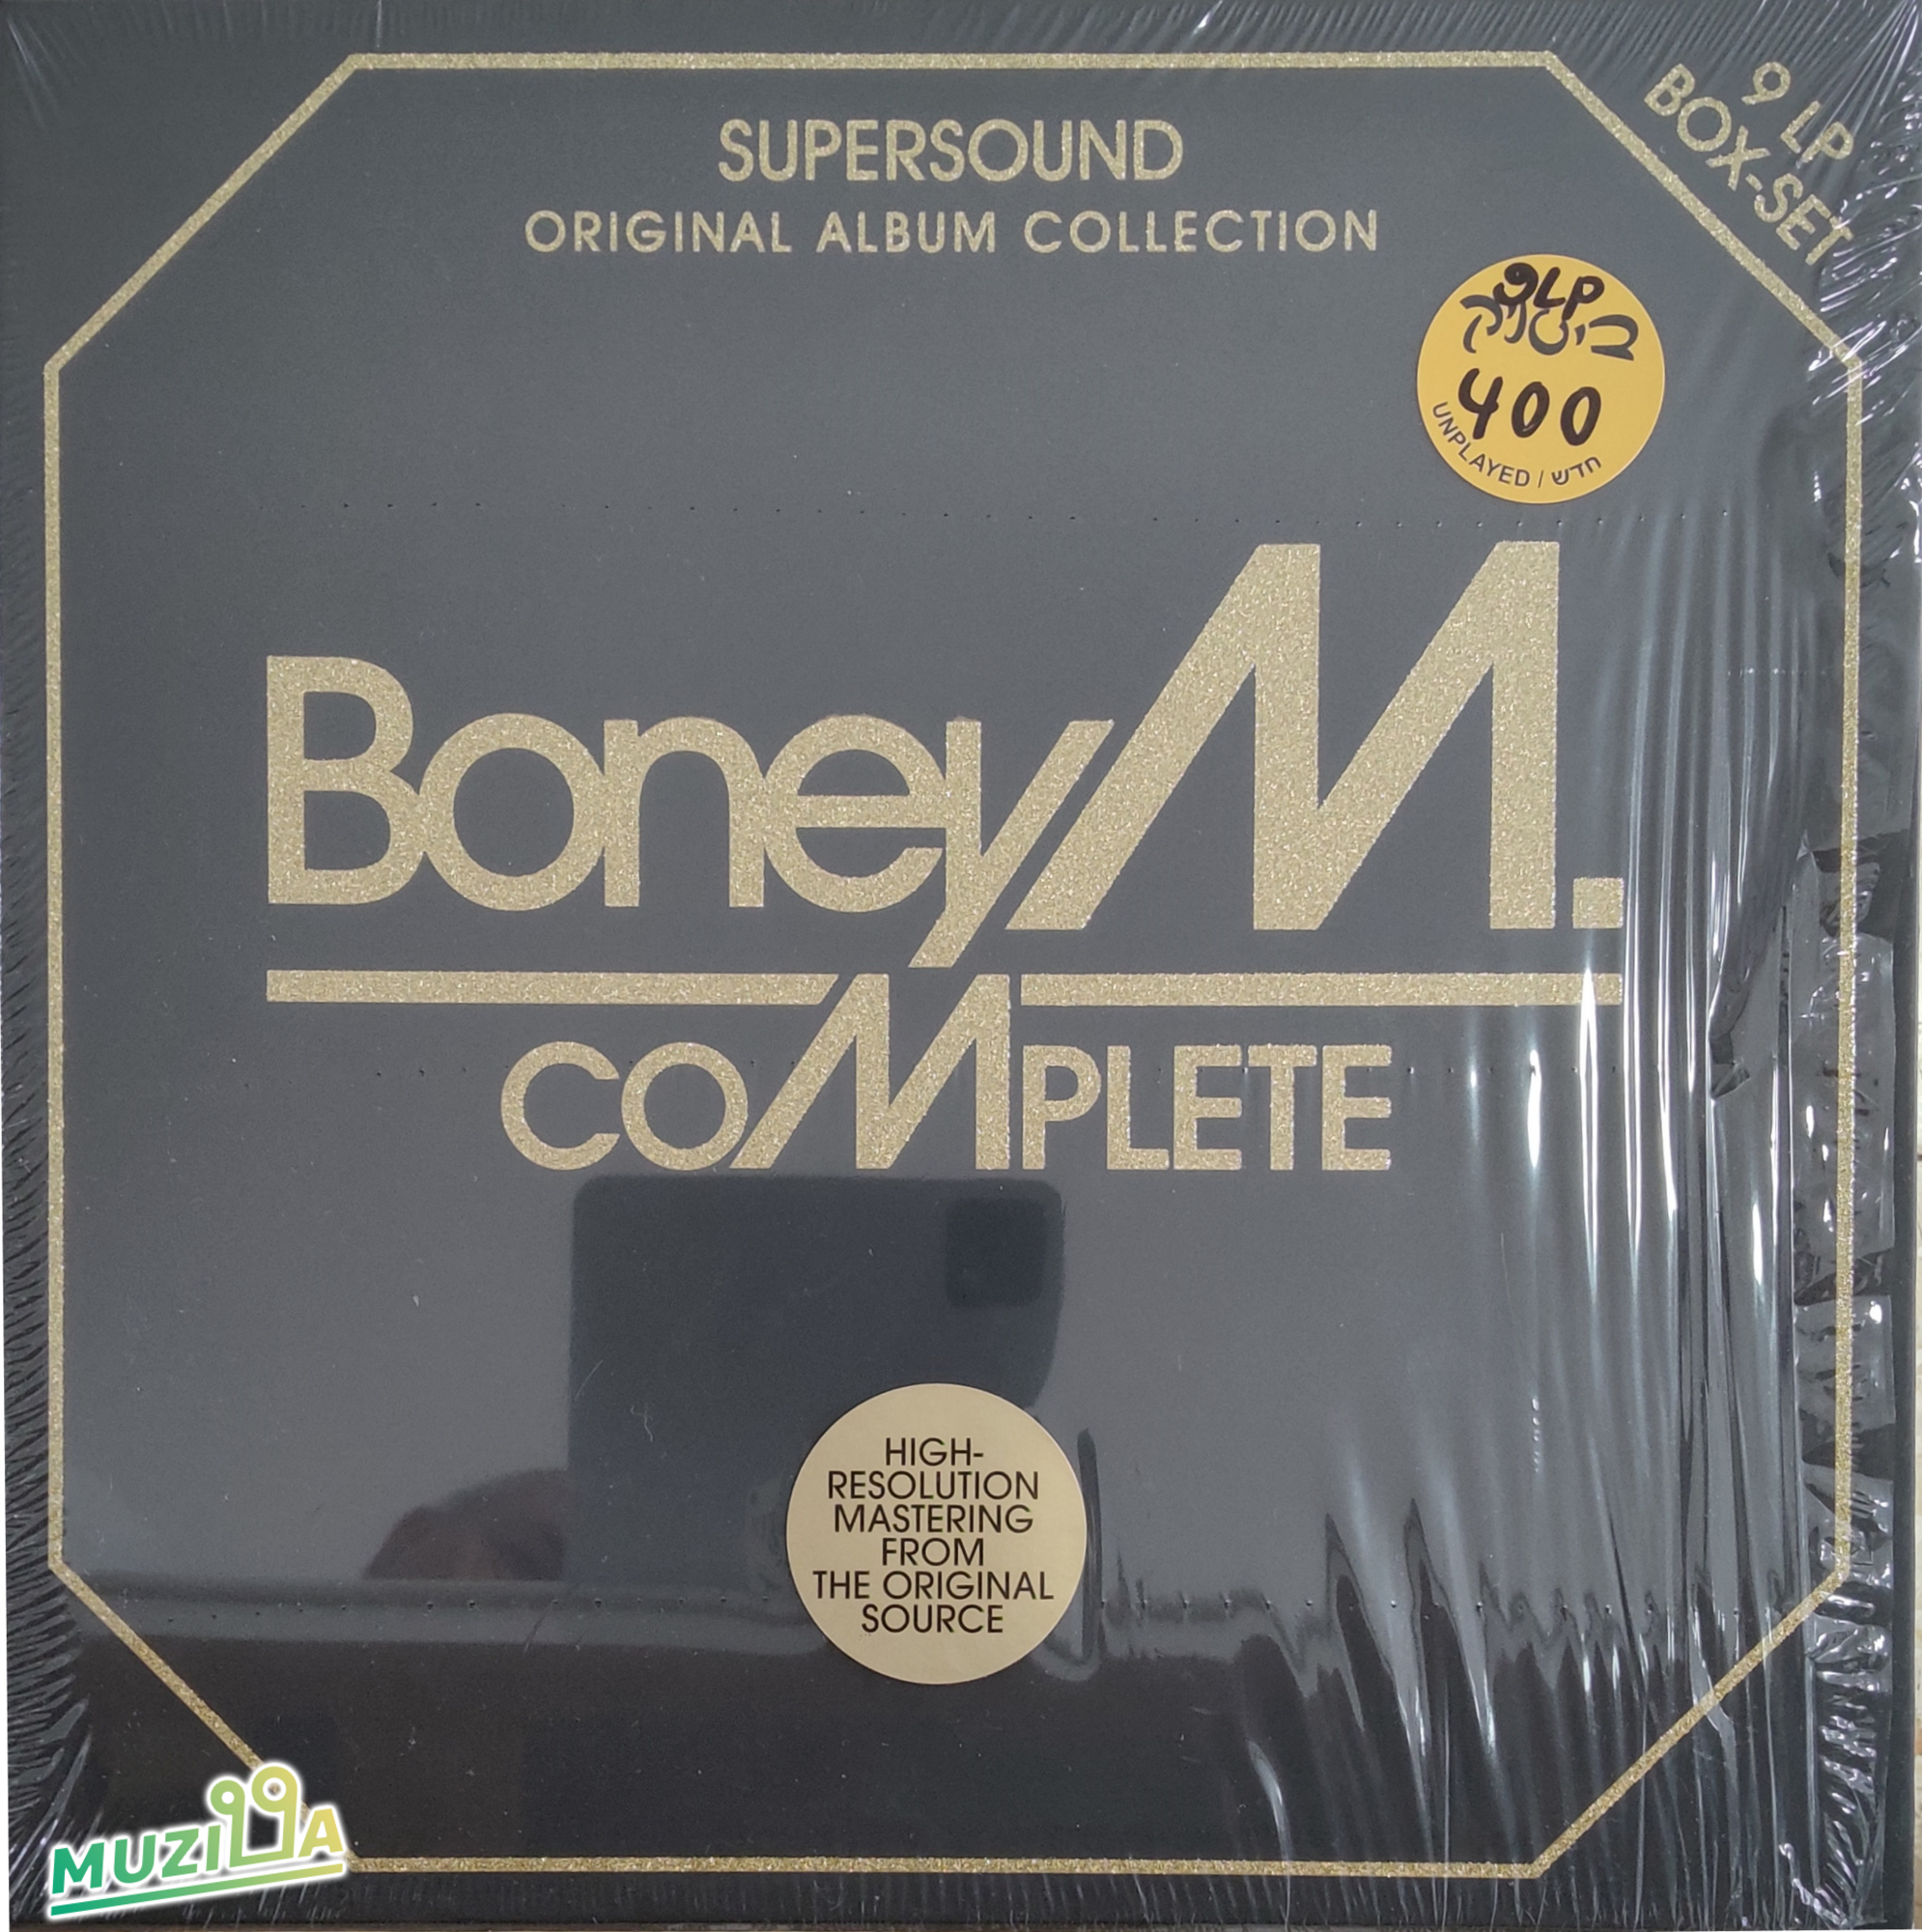 9 LP
BOX-SET
SUPERSOUND
ORIGINAL ALBUM COLLECTION
9LP
400
UNPLAYED | חדש
Boney M.
COMPLETE
HIGH-
RESOLUTION
MASTERING
FROM
THE ORIGINAL
SOURCE
MUZILLA